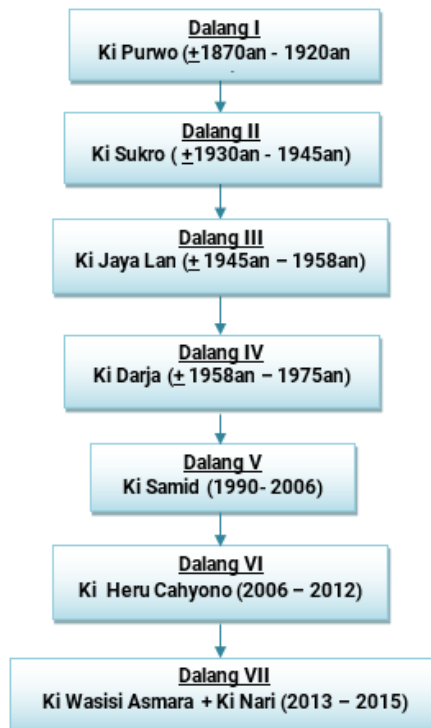 Dalang I
Ki Purwo (±1870an - 1920an
Dalang II
Ki Sukro ( ±1930an - 1945an)
Dalang III
Ki Jaya Lan (± 1945an – 1958an)
Dalang IV
Ki Darja (± 1958an – 1975an)
Dalang V
Ki Samid (1990- 2006)
Dalang VI
Ki Heru Cahyono (2006 – 2012)
Dalang VII
Ki Wasisi Asmara + Ki Nari (2013 – 2015)